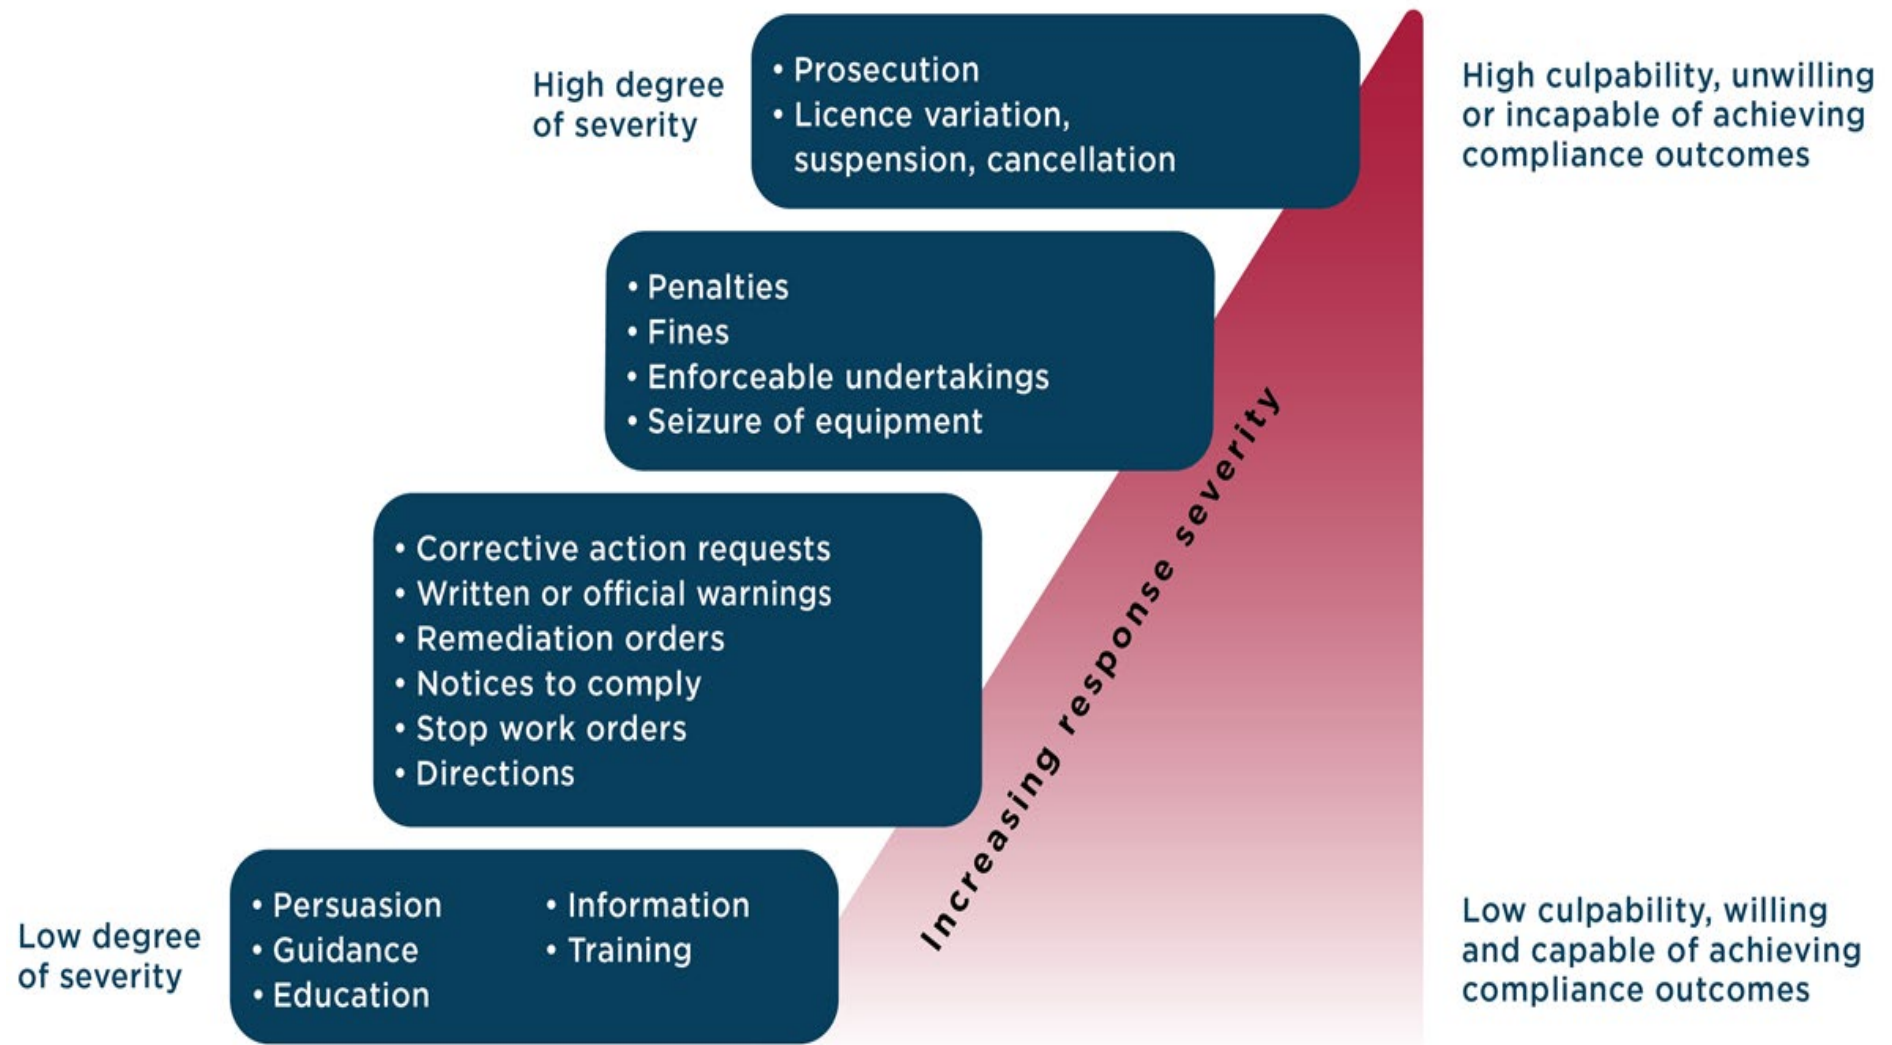 High degree
of severity
• Prosecution
• Licence variation,
suspension, cancellation
High culpability, unwilling
or incapable of achieving
compliance outcomes
• Penalties
• Fines
• Enforceable undertakings
• Seizure of equipment
• Corrective action requests
• Written or official warnings
• Remediation orders
• Notices to comply
• Stop work orders
• Directions
Increasing response severity
Low degree
of severity
• Persuasion
• Guidance
• Education
• Information
• Training
Low culpability, willing
and capable of achieving
compliance outcomes